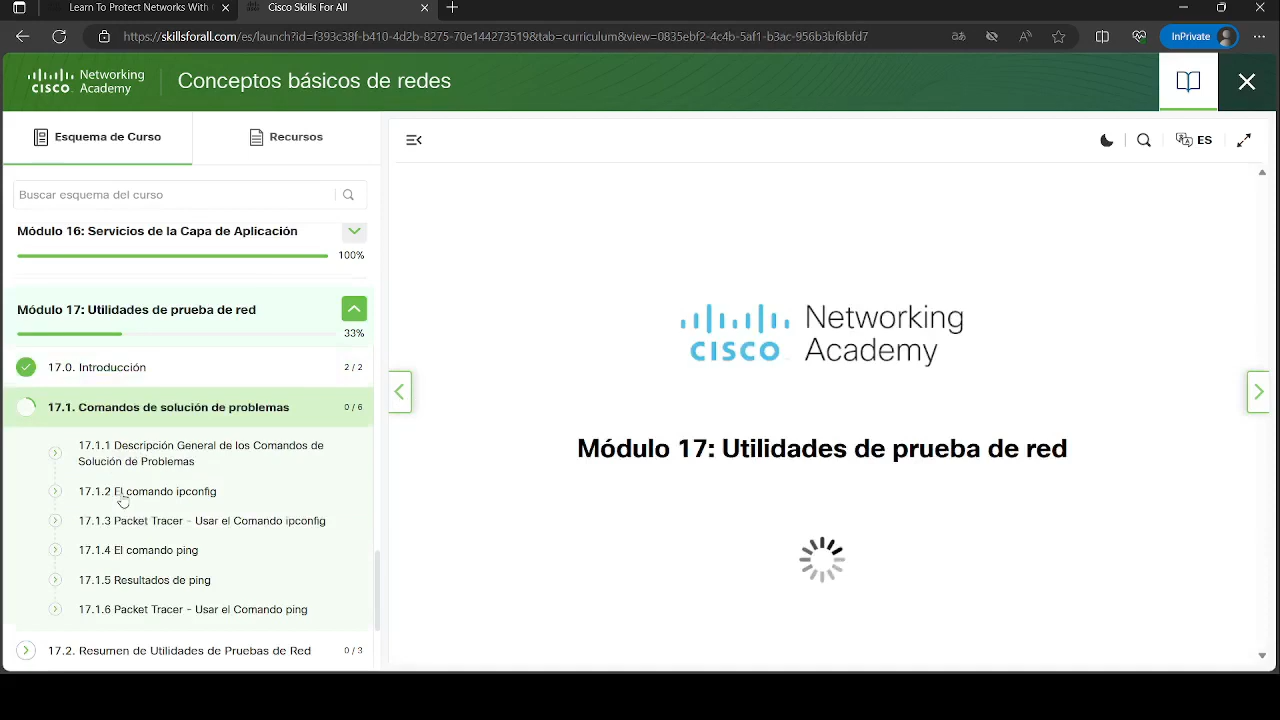 Learn To Protect Networks With
Cisco Skills For All
https://skillsforall.com/es/launch?id=f393c38f-b410-4d2b-8275-70e144273519&tab=curriculum&view=0835ebf2-4c4b-5af1-b3ac-956b3bf6bfd7
InPrivate
CISCO Networking Academy
Conceptos básicos de redes
Esquema de Curso
Recursos
ES
Buscar esquema del curso
Módulo 16: Servicios de la Capa de Aplicación
100%
Módulo 17: Utilidades de prueba de red
33%
17.0. Introducción 2 / 2
17.1. Comandos de solución de problemas 0 / 6
17.1.1 Descripción General de los Comandos de
Solución de Problemas
17.1.2 El comando ipconfig
17.1.3 Packet Tracer - Usar el Comando ipconfig
17.1.4 El comando ping
17.1.5 Resultados de ping
17.1.6 Packet Tracer - Usar el Comando ping
17.2. Resumen de Utilidades de Pruebas de Red 0 / 3
Networking
CISCO Academy
Módulo 17: Utilidades de prueba de red